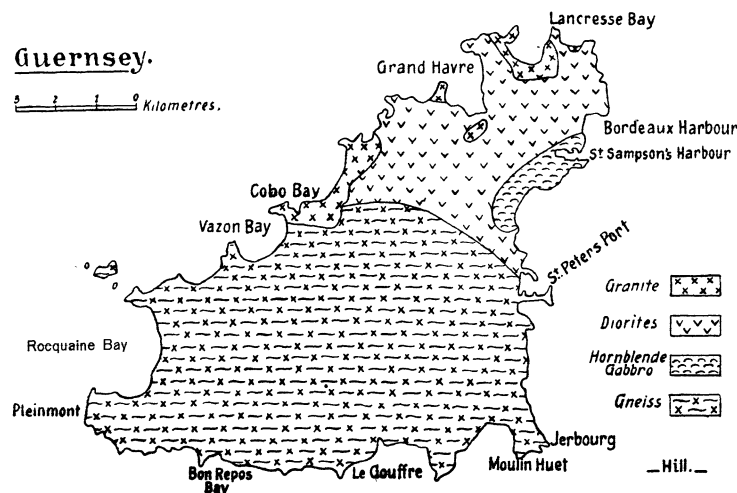 Guernsey.
3 2 1 0
Kilometres.
Lancresse Bay
Grand Havre
Bordeaux Harbour
St Sampson's Harbour
Cobo Bay
Vazon Bay
St. Peters Port
Granite
Diorites
Hornblende
Gabbro
Gneiss
Rocquaine Bay
Pleinmont
Bon Repos
Bay
Le Gouffre
Moulin Huet
Jerbourg
Hill.